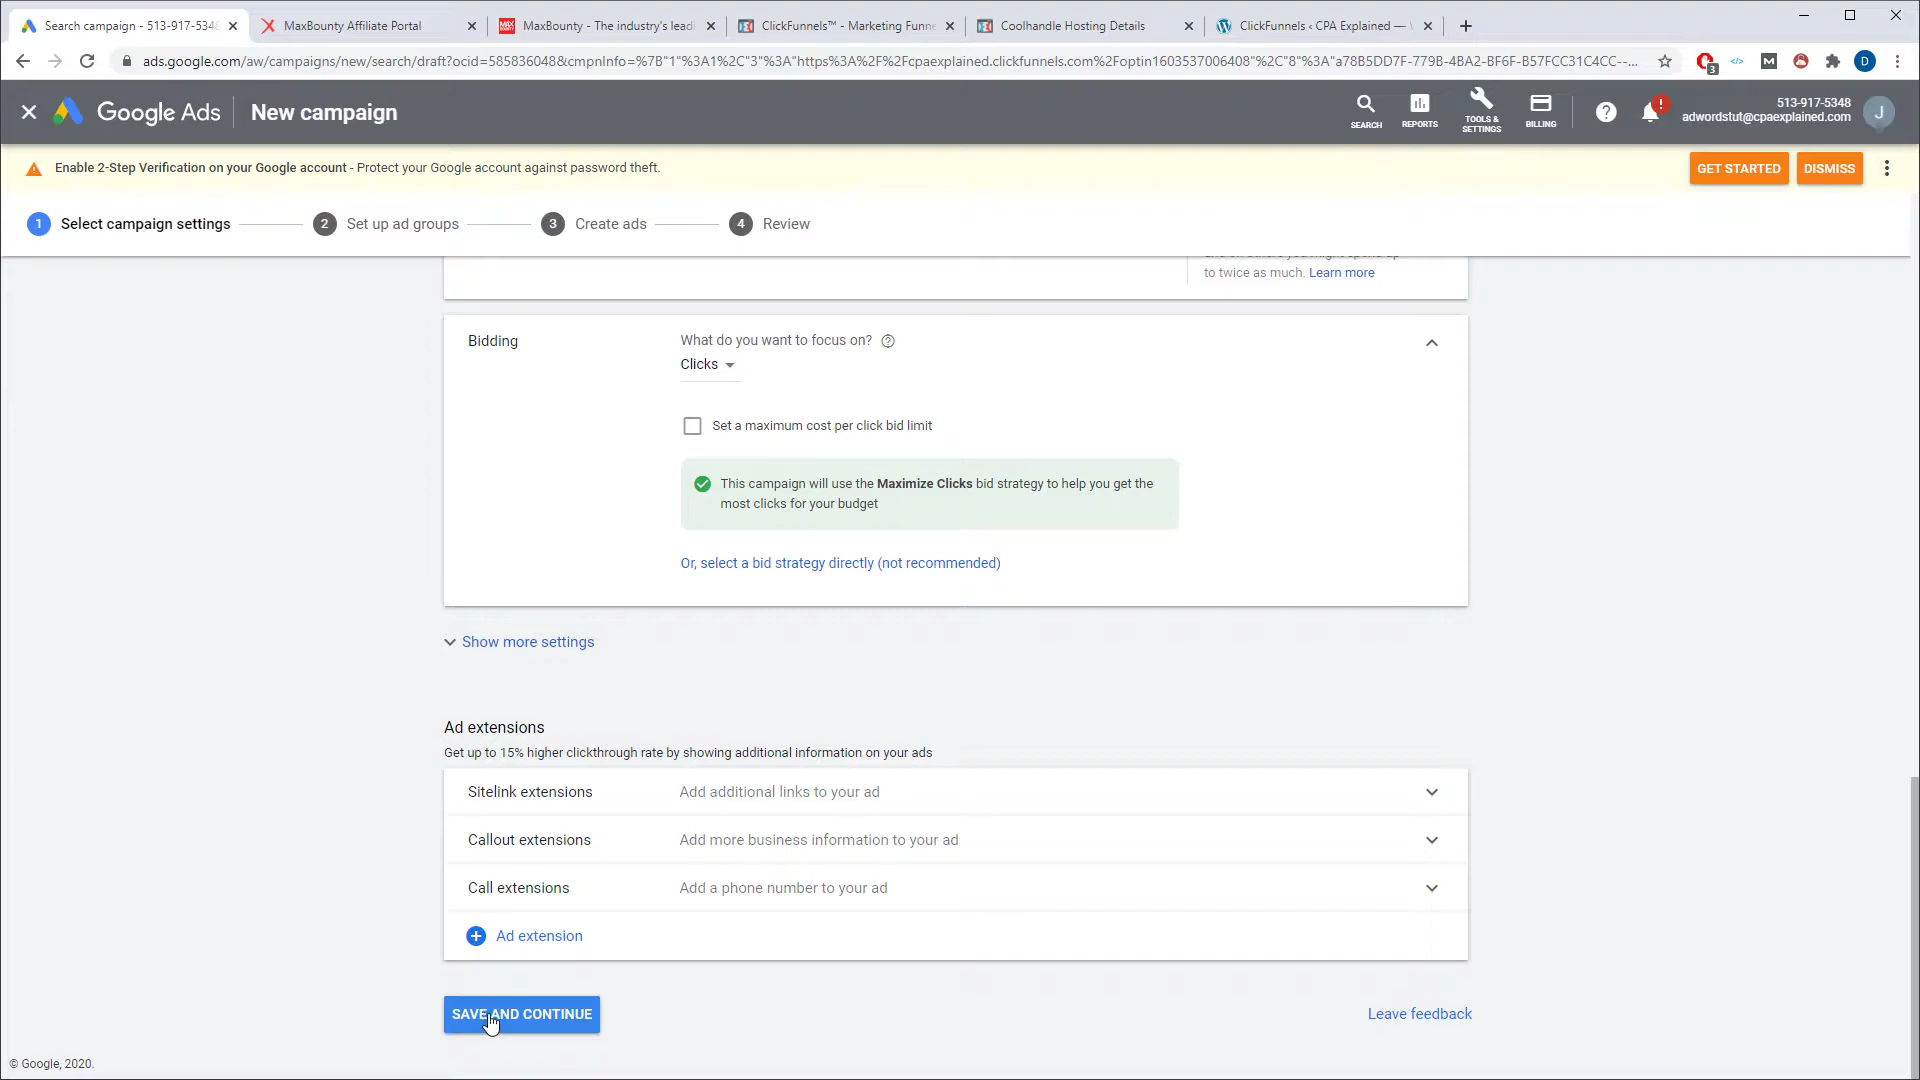 Search campaign - 513-917-5348
MaxBounty Affiliate Portal
MaxBounty - The industry's lead
ClickFunnels™ - Marketing Funne
Coolhandle Hosting Details
ClickFunnels ‹ CPA Explained —
ads.google.com/aw/campaigns/new/search/draft?ocid=585836048&cmpnInfo=%7B"1"%3A1%2C"3"%3A"https%3A%2F%2Fcpaexplained.clickfunnels.com%2Foptin1603537006408"%2C"8"%3A"a78B5DD7F-779B-4BA2-BF6F-B57FCC31C4CC--...
3
D
Google Ads
New campaign
SEARCH
REPORTS
TOOLS &
SETTINGS
BILLING
513-917-5348
adwordstut@cpaexplained.com
J
Enable 2-Step Verification on your Google account - Protect your Google account against password theft.
GET STARTED
DISMISS
1 Select campaign settings
2 Set up ad groups
3 Create ads
4 Review
to twice as much. Learn more
Bidding
What do you want to focus on?
Clicks
Set a maximum cost per click bid limit
This campaign will use the Maximize Clicks bid strategy to help you get the
most clicks for your budget
Or, select a bid strategy directly (not recommended)
Show more settings
Ad extensions
Get up to 15% higher clickthrough rate by showing additional information on your ads
Sitelink extensions Add additional links to your ad
Callout extensions Add more business information to your ad
Call extensions Add a phone number to your ad
Ad extension
SAVE AND CONTINUE
Leave feedback
© Google, 2020.